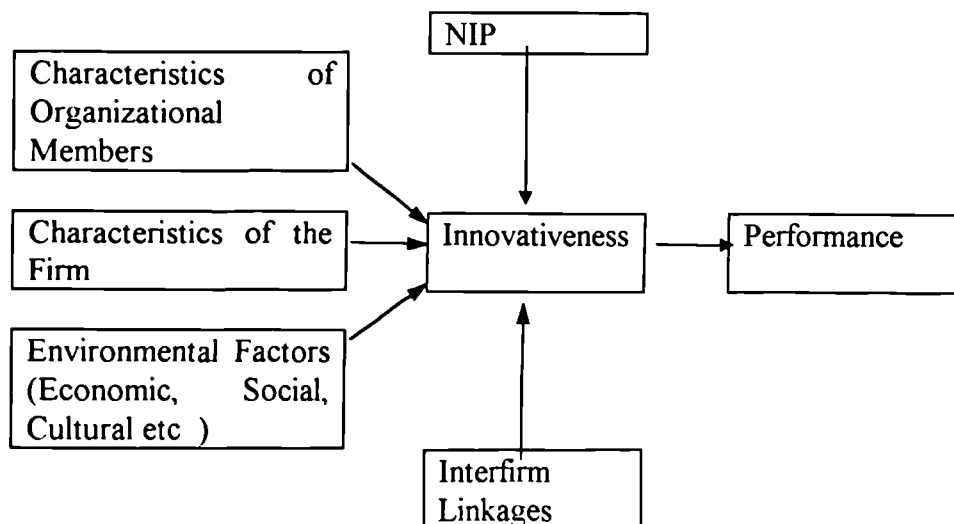 NIP
Characteristics of
Organizational
Members
Characteristics of the
Firm
Innovativeness
Performance
Environmental Factors
(Economic, Social,
Cultural etc )
Interfirm
Linkages